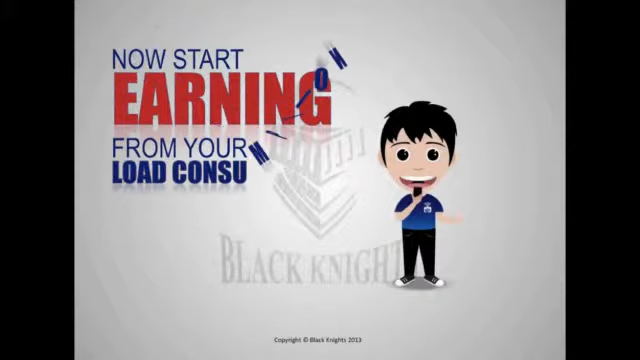 NOW START
EARNING
FROM YOUR
LOAD CONSU
BLACK KNIGHT
Copyright © Black Knights 2013